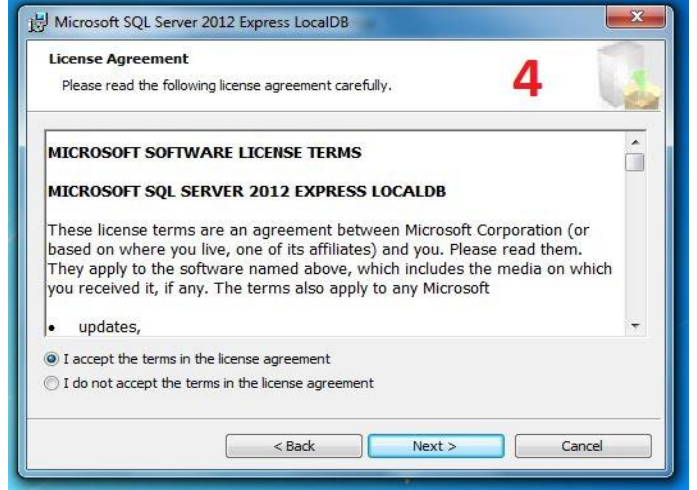 Microsoft SQL Server 2012 Express LocalDB
License Agreement
Please read the following license agreement carefully.
4
MICROSOFT SOFTWARE LICENSE TERMS
MICROSOFT SQL SERVER 2012 EXPRESS LOCALDB
These license terms are an agreement between Microsoft Corporation (or
based on where you live, one of its affiliates) and you. Please read them.
They apply to the software named above, which includes the media on which
you received it, if any. The terms also apply to any Microsoft
• updates,
I accept the terms in the license agreement
I do not accept the terms in the license agreement
< Back Next > Cancel